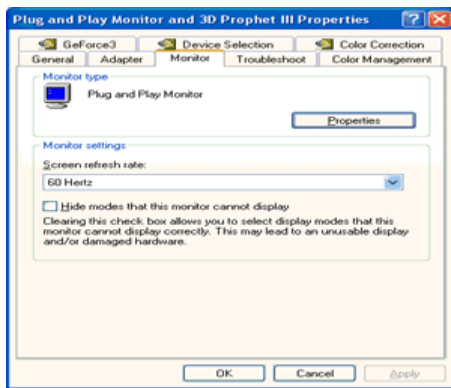 Plug and Play Monitor and 3D Prophet III Properties
GeForce3 Device Selection Color Correction
General Adapter Monitor Troubleshoot Color Management
Monitor type
Plug and Play Monitor
Properties
Monitor settings
Screen refresh rate:
60 Hertz
Hide modes that this monitor cannot display
Clearing this check box allows you to select display modes that this
monitor cannot display correctly. This may lead to an unusable display
and/or damaged hardware.
OK Cancel Apply